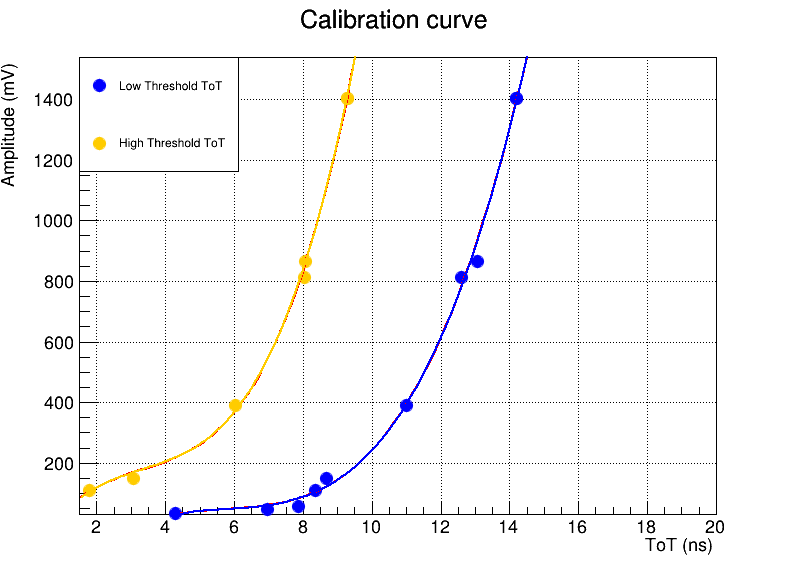 Calibration curve
Amplitude (mV)
Low Threshold ToT
High Threshold ToT
1400
1200
1000
800
600
400
200
2 4 6 8 10 12 14 16 18 20
ToT (ns)